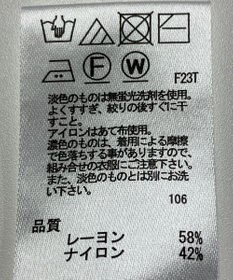 F W F23T
淡色のものは無蛍光洗剤を使用。
よくすすぎ、絞りの後すぐに干
すこと。
アイロンはあて布使用。
濃色のものは、着用による摩擦
で色落ちする事がありますので、
組み合せの衣服にご注意下さい。
また、淡色のものとは別にお洗
い下さい。
106
品質
レーヨン 58%
ナイロン 42%